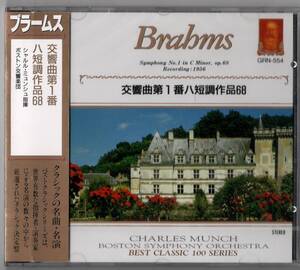 ブラームス
交響曲第1番
ハ短調作品68
シャルル・ミュンシュ指揮
ボストン交響楽団
クラシックの名曲・名演
Brahms
Symphony No.1 in C Minor, op.68
Recording:1956
GRN-554
交響曲第1番ハ短調作品68
STEREO
CHARLES MUNCH
BOSTON SYMPHONY ORCHESTRA
BEST CLASSIC 100 SERIES